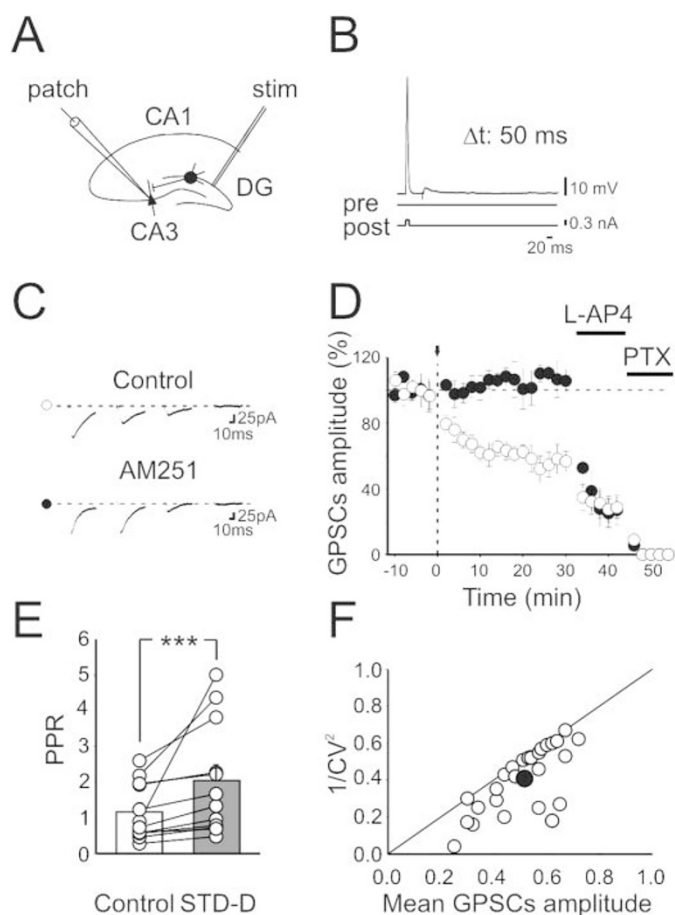 A
patch
stim
CA1
DG
CA3
B
Δt: 50 ms
10 mV
pre
post
0.3 nA
20 ms
C
Control
25pA
10ms
AM251
25pA
10ms
D
L-AP4
PTX
GPSCs amplitude (%)
120
80
40
0
-10 0 10 20 30 40 50
Time (min)
E
***
PPR
6
5
4
3
2
1
0
Control STD-D
F
1/CV²
1.0
0.8
0.6
0.4
0.2
0.0
0.0 0.2 0.4 0.6 0.8 1.0
Mean GPSCs amplitude